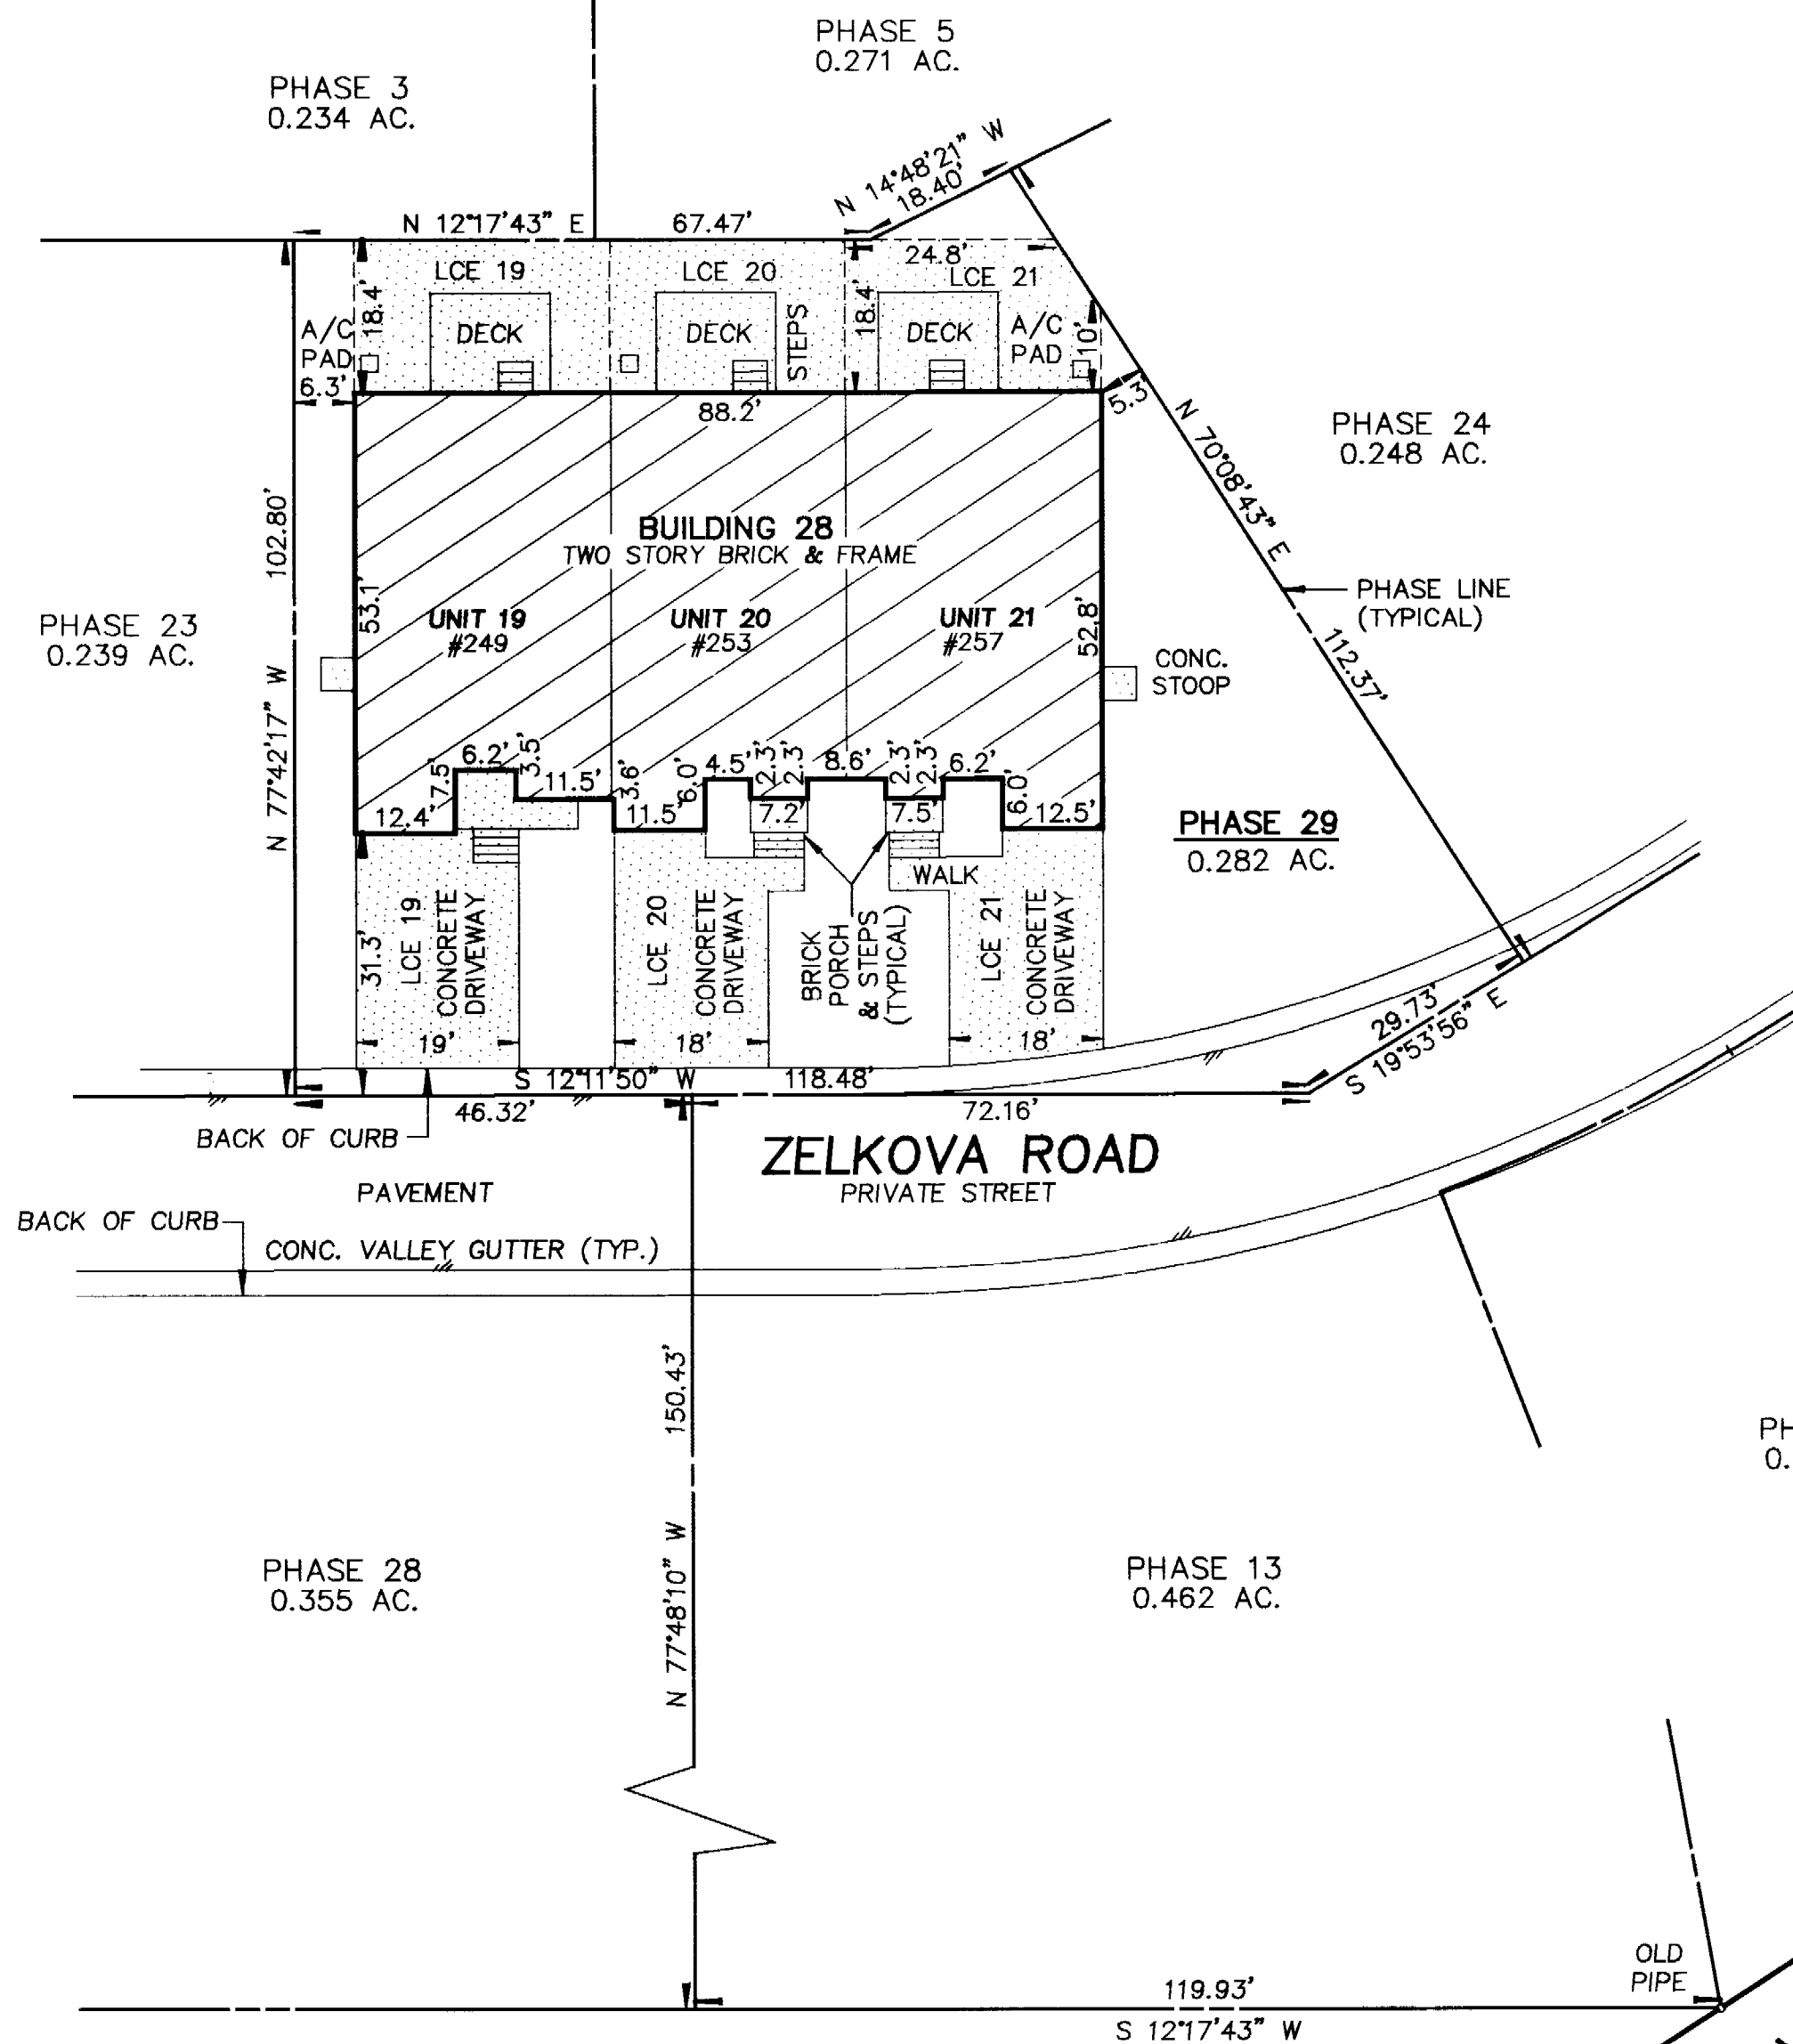 PHASE 5
0.271 AC.
PHASE 3
0.234 AC.
N 14°48'21" W
18.40'
N 12°17'43" E 67.47'
24.8'
LCE 19
LCE 20
LCE 21
18.4'
DECK
DECK
STEPS
18.4'
DECK
A/C
PAD
10'
A/C
PAD
6.3'
5.3'
88.2'
N 70°08'43" E
112.37'
PHASE 24
0.248 AC.
102.80'
N 77°42'17" W
BUILDING 28
TWO STORY BRICK & FRAME
PHASE LINE
(TYPICAL)
53.1'
UNIT 19
#249
UNIT 20
#253
UNIT 21
#257
52.8'
PHASE 23
0.239 AC.
CONC.
STOOP
12.4'
7.5'
6.2'
3.5'
11.5'
3.6'
11.5'
6.0'
4.5'
2.3'
7.2'
2.3'
8.6'
2.3'
7.5'
2.3'
6.2'
6.0'
12.5'
PHASE 29
0.282 AC.
WALK
31.3'
LCE 19
CONCRETE
DRIVEWAY
LCE 20
CONCRETE
DRIVEWAY
BRICK
PORCH
& STEPS
(TYPICAL)
LCE 21
CONCRETE
DRIVEWAY
19'
18'
18'
29.73'
S 19°53'56" E
S 12°11'50" W 118.48'
46.32'
72.16'
BACK OF CURB
ZELKOVA ROAD
PRIVATE STREET
PAVEMENT
BACK OF CURB
CONC. VALLEY GUTTER (TYP.)
N 77°48'10" W 150.43'
PH
0.
PHASE 28
0.355 AC.
PHASE 13
0.462 AC.
OLD
PIPE
119.93'
S 12°17'43" W